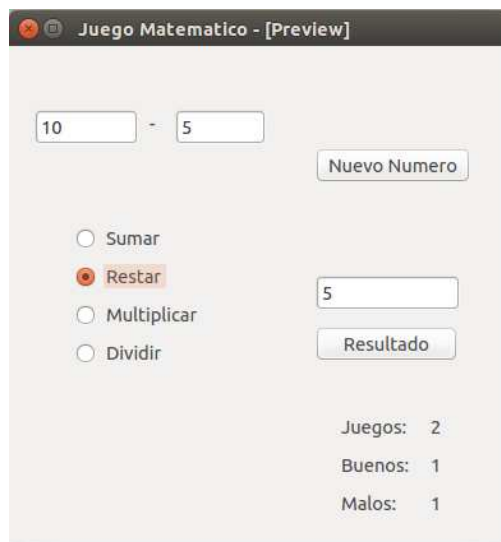 Juego Matematico - [Preview]
10 - 5
Nuevo Numero
Sumar
Restar
Multiplicar
Dividir
5
Resultado
Juegos: 2
Buenos: 1
Malos: 1